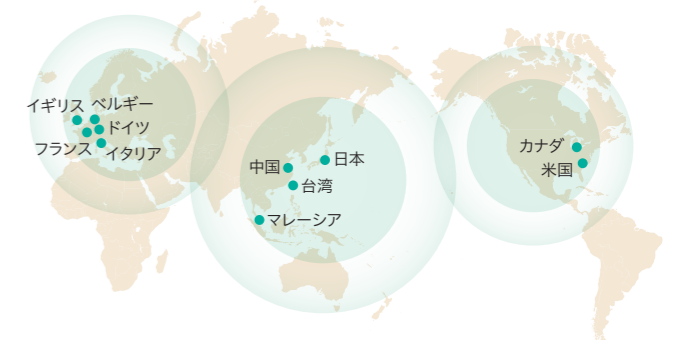 イギリス
ベルギー
ドイツ
フランス
イタリア
中国
日本
台湾
マレーシア
カナダ
米国